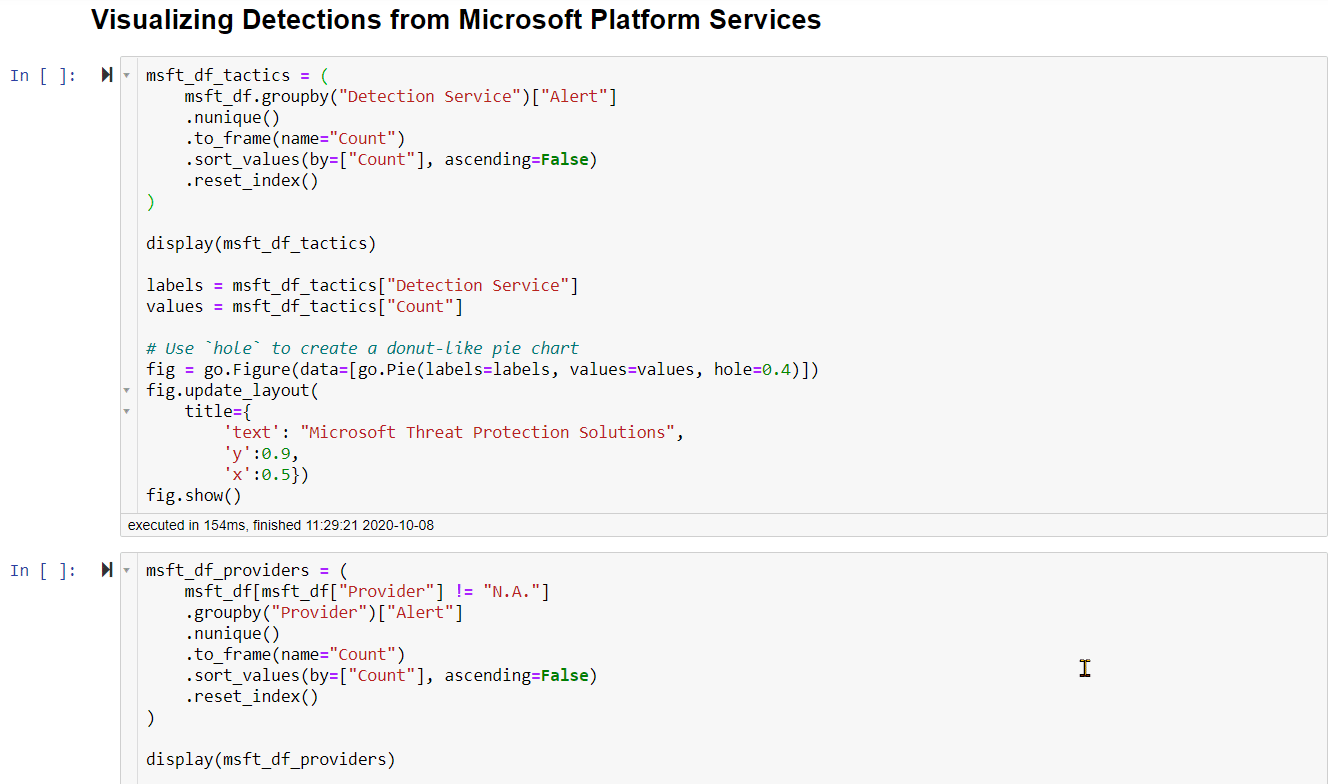 Visualizing Detections from Microsoft Platform Services
In [ ]:
msft_df_tactics = (
    msft_df.groupby("Detection Service")["Alert"]
    .nunique()
    .to_frame(name="Count")
    .sort_values(by=["Count"], ascending=False)
    .reset_index()
)
display(msft_df_tactics)
labels = msft_df_tactics["Detection Service"]
values = msft_df_tactics["Count"]
# Use `hole` to create a donut-like pie chart
fig = go.Figure(data=[go.Pie(labels=labels, values=values, hole=0.4)])
fig.update_layout(
    title={
        'text': "Microsoft Threat Protection Solutions",
        'y':0.9,
        'x':0.5})
fig.show()
executed in 154ms, finished 11:29:21 2020-10-08
In [ ]:
msft_df_providers = (
    msft_df[msft_df["Provider"] != "N.A."]
    .groupby("Provider")["Alert"]
    .nunique()
    .to_frame(name="Count")
    .sort_values(by=["Count"], ascending=False)
    .reset_index()
)
display(msft_df_providers)